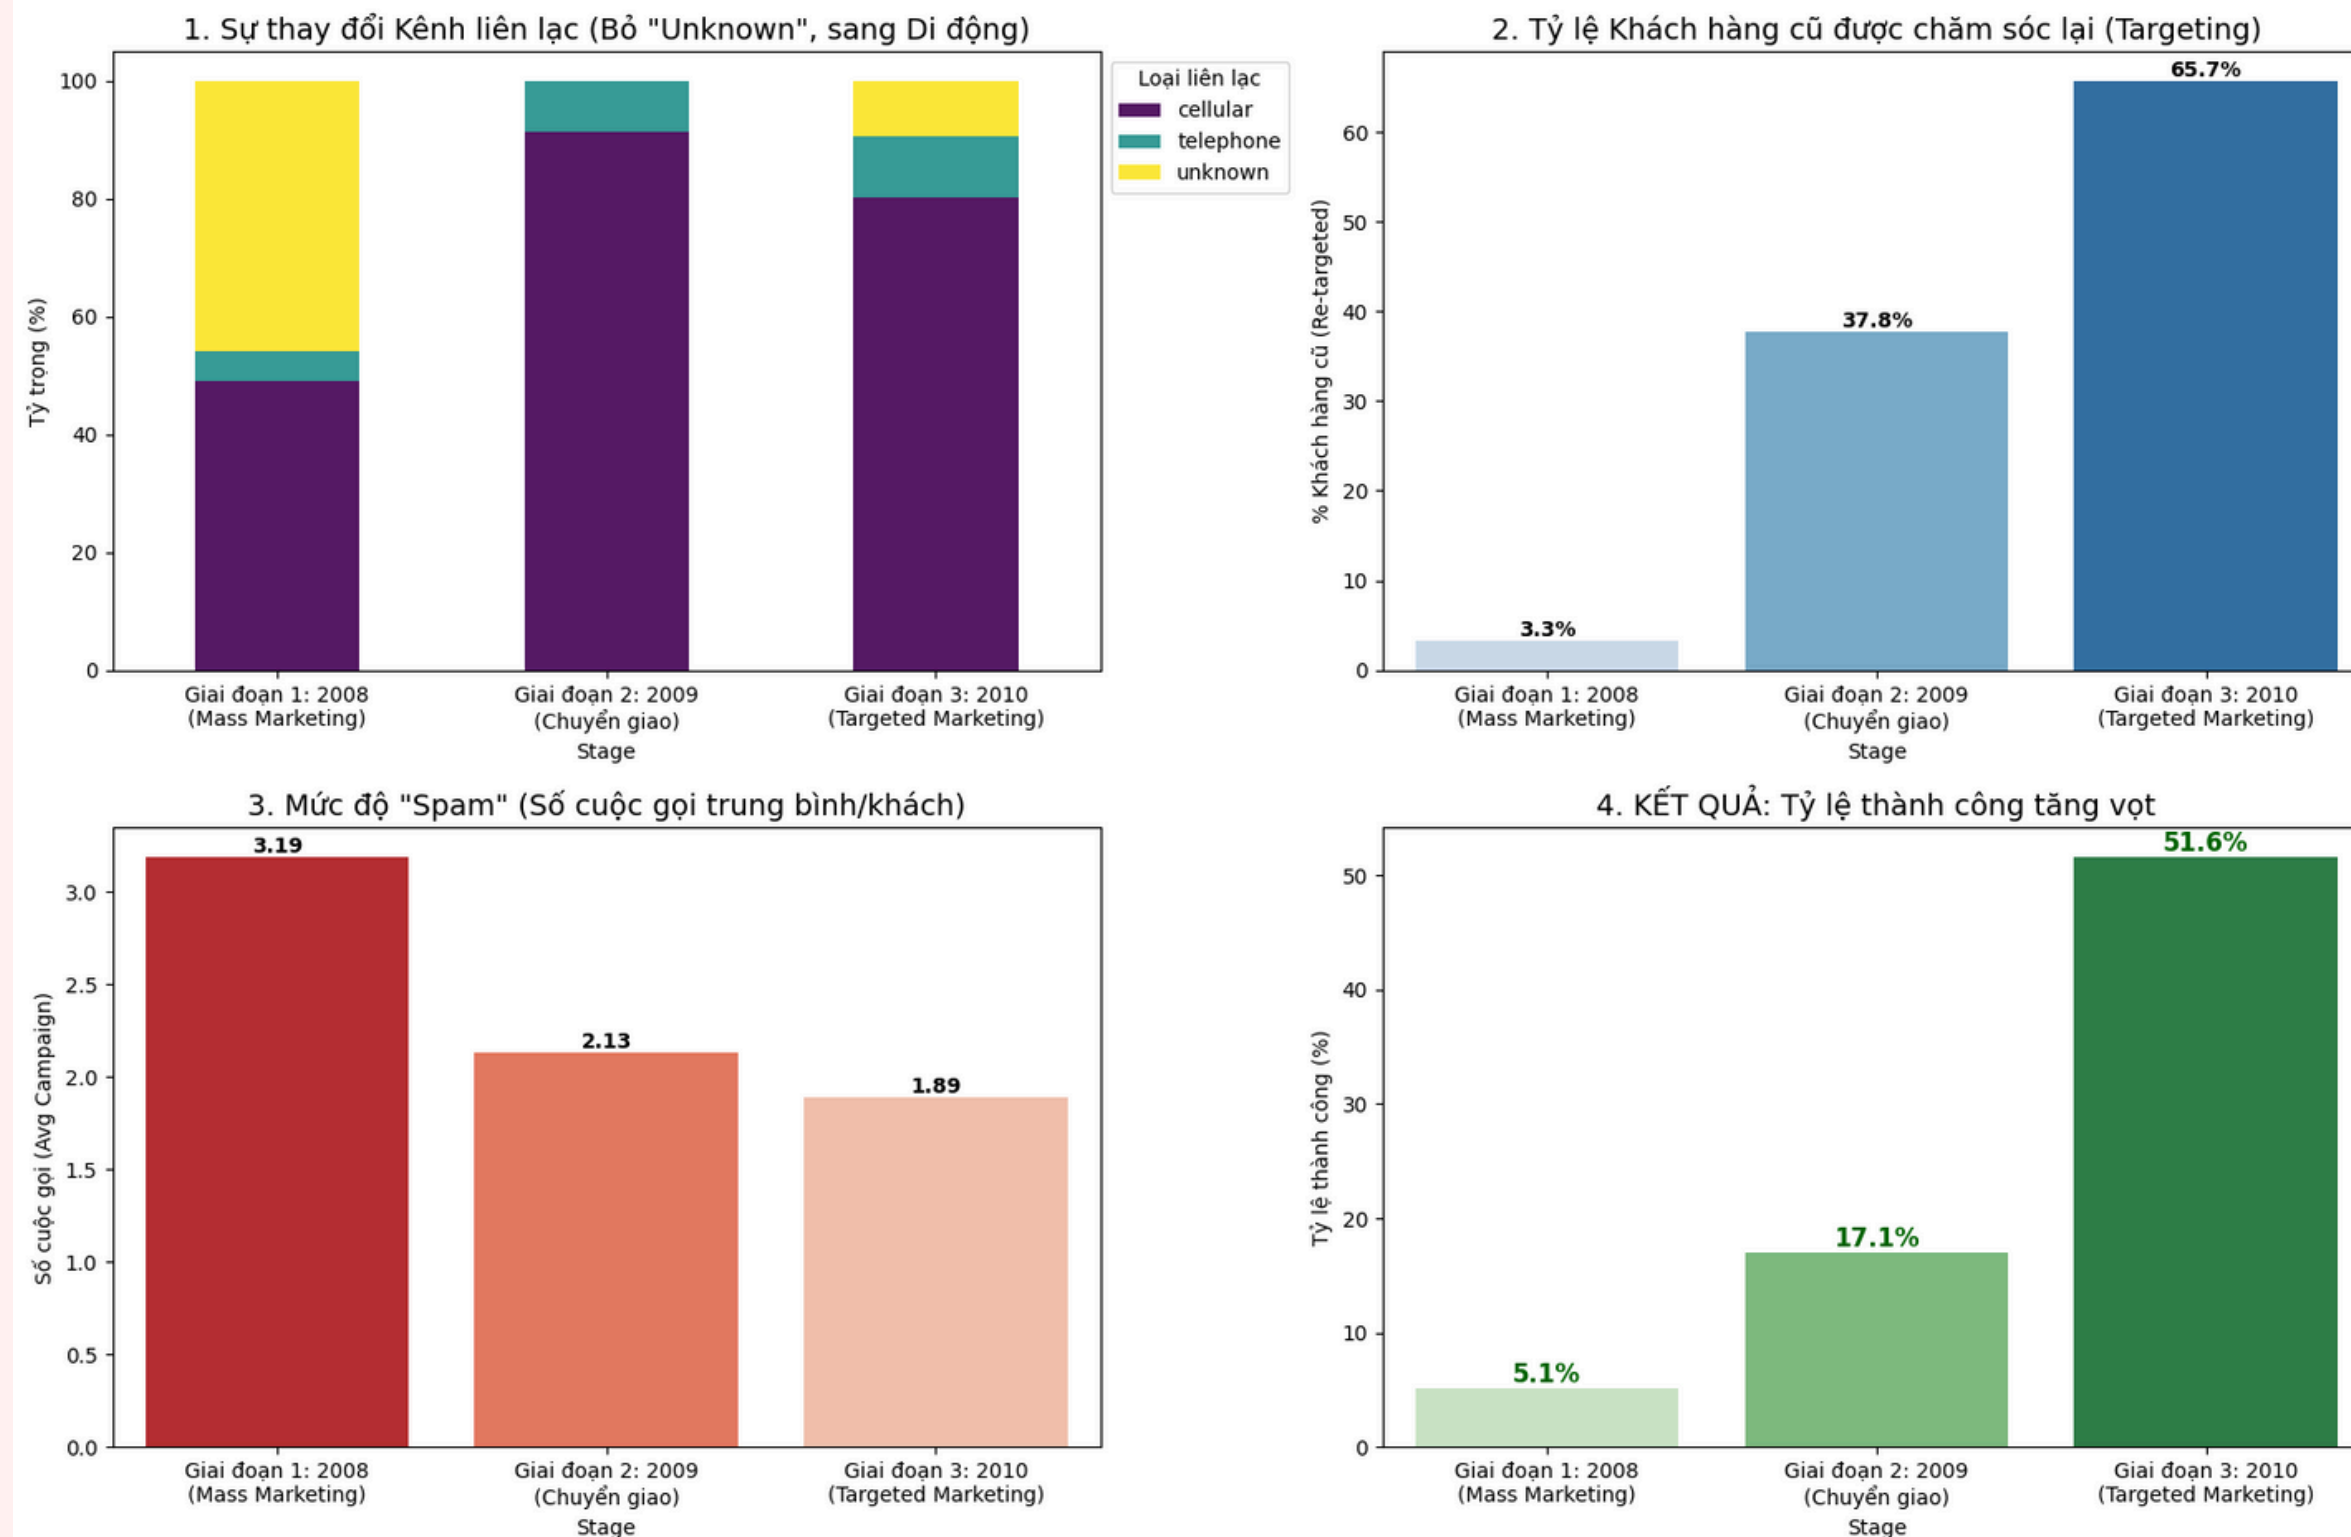 1. Sự thay đổi Kênh liên lạc (Bỏ "Unknown", sang Di động)
Tỷ trọng (%)
100
80
60
40
20
0
Loại liên lạc
cellular
telephone
unknown
Giai đoạn 1: 2008
(Mass Marketing)
Giai đoạn 2: 2009
(Chuyển giao)
Giai đoạn 3: 2010
(Targeted Marketing)
Stage
2. Tỷ lệ Khách hàng cũ được chăm sóc lại (Targeting)
% Khách hàng cũ (Re-targeted)
60
50
40
30
20
10
0
3.3%
37.8%
65.7%
Giai đoạn 1: 2008
(Mass Marketing)
Giai đoạn 2: 2009
(Chuyển giao)
Giai đoạn 3: 2010
(Targeted Marketing)
Stage
3. Mức độ "Spam" (Số cuộc gọi trung bình/khách)
Số cuộc gọi (Avg Campaign)
3.0
2.5
2.0
1.5
1.0
0.5
0.0
3.19
2.13
1.89
Giai đoạn 1: 2008
(Mass Marketing)
Giai đoạn 2: 2009
(Chuyển giao)
Giai đoạn 3: 2010
(Targeted Marketing)
Stage
4. KẾT QUẢ: Tỷ lệ thành công tăng vọt
Tỷ lệ thành công (%)
50
40
30
20
10
0
5.1%
17.1%
51.6%
Giai đoạn 1: 2008
(Mass Marketing)
Giai đoạn 2: 2009
(Chuyển giao)
Giai đoạn 3: 2010
(Targeted Marketing)
Stage